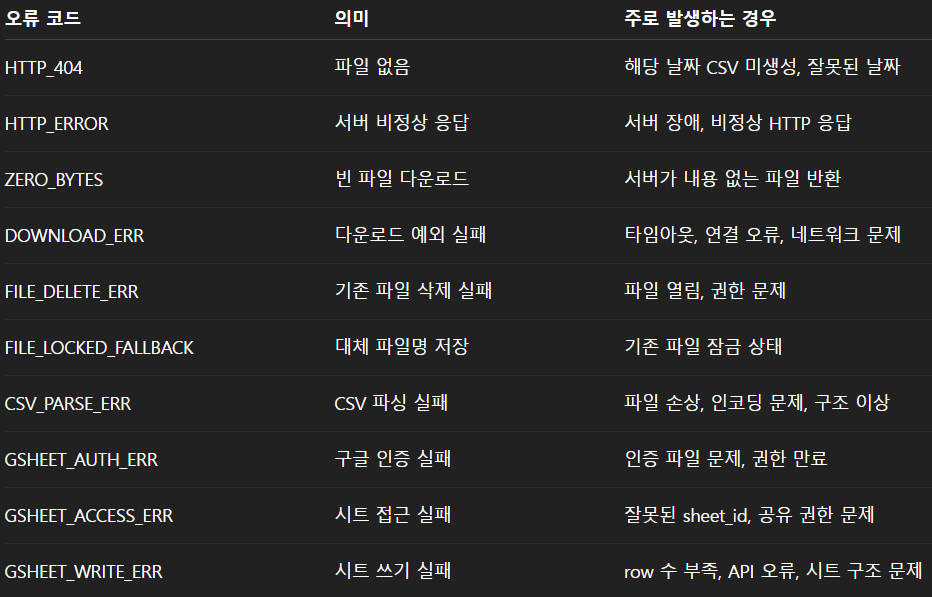 오류 코드 의미 주로 발생하는 경우
HTTP_404 파일 없음 해당 날짜 CSV 미생성, 잘못된 날짜
HTTP_ERROR 서버 비정상 응답 서버 장애, 비정상 HTTP 응답
ZERO_BYTES 빈 파일 다운로드 서버가 내용 없는 파일 반환
DOWNLOAD_ERR 다운로드 예외 실패 타임아웃, 연결 오류, 네트워크 문제
FILE_DELETE_ERR 기존 파일 삭제 실패 파일 열림, 권한 문제
FILE_LOCKED_FALLBACK 대체 파일명 저장 기존 파일 잠금 상태
CSV_PARSE_ERR CSV 파싱 실패 파일 손상, 인코딩 문제, 구조 이상
GSHEET_AUTH_ERR 구글 인증 실패 인증 파일 문제, 권한 만료
GSHEET_ACCESS_ERR 시트 접근 실패 잘못된 sheet_id, 공유 권한 문제
GSHEET_WRITE_ERR 시트 쓰기 실패 row 수 부족, API 오류, 시트 구조 문제